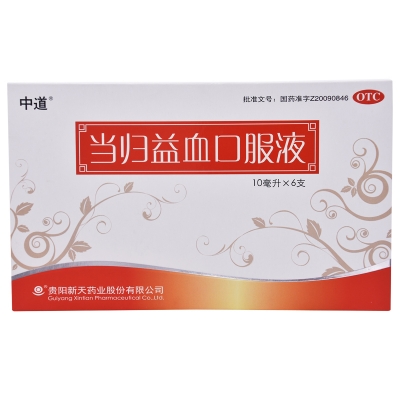 中道®
批准文号：国药准字Z20090846 OTC
当归益血口服液
10毫升×6支
贵阳新天药业股份有限公司
Guiyang Xintian Pharmaceutical Co.,Ltd.